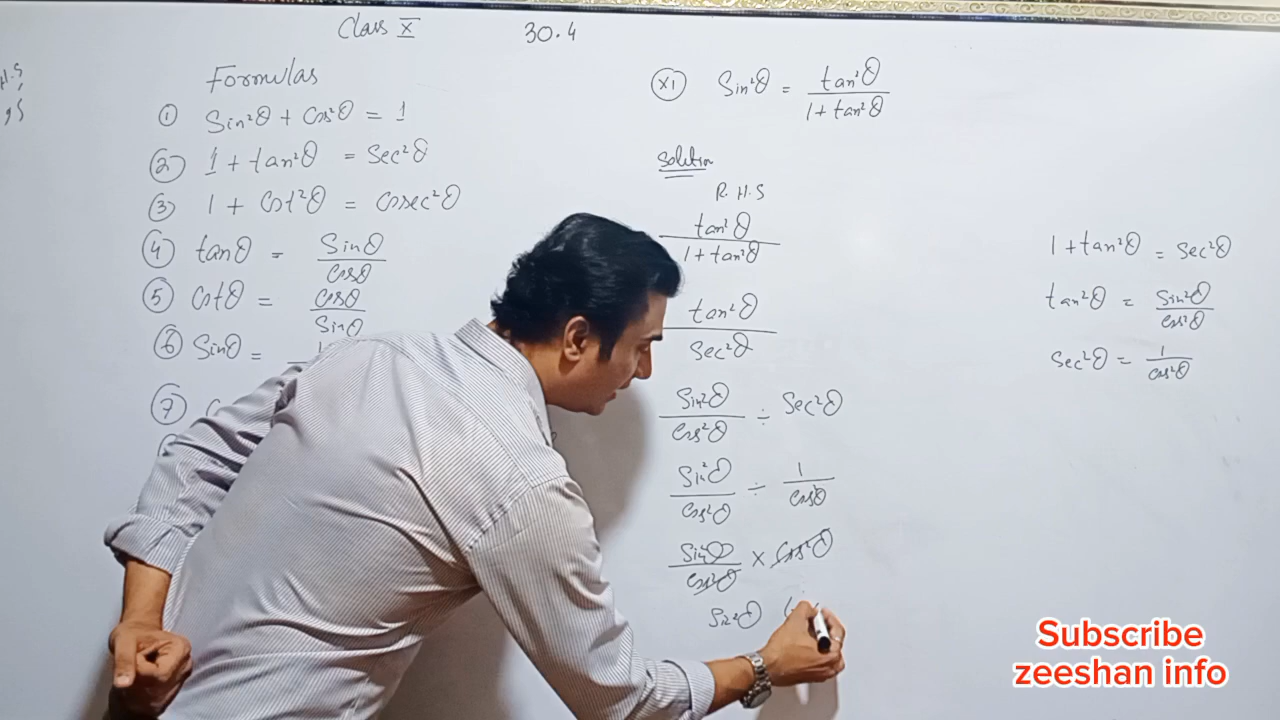 Class X 30.4
H.S
Formulas
① Sin²θ + Cos²θ = 1
② 1 + tan²θ = Sec²θ
③ 1 + Cot²θ = Cosec²θ
④ tanθ = Sinθ / Cosθ
⑤ Cotθ = Cosθ / Sinθ
⑥ Sinθ = 1
⑦ C
(XI) Sin²θ = tan²θ / 1 + tan²θ
Solution
R.H.S
tan²θ / 1 + tan²θ
tan²θ / Sec²θ
Sin²θ / Cos²θ ÷ Sec²θ
Sin²θ / Cos²θ ÷ 1 / Cos²θ
Sin²θ / Cos²θ × Cos²θ
Sin²θ
1 + tan²θ = Sec²θ
tan²θ = Sin²θ / Cos²θ
Sec²θ = 1 / Cos²θ
Subscribe
zeeshan info